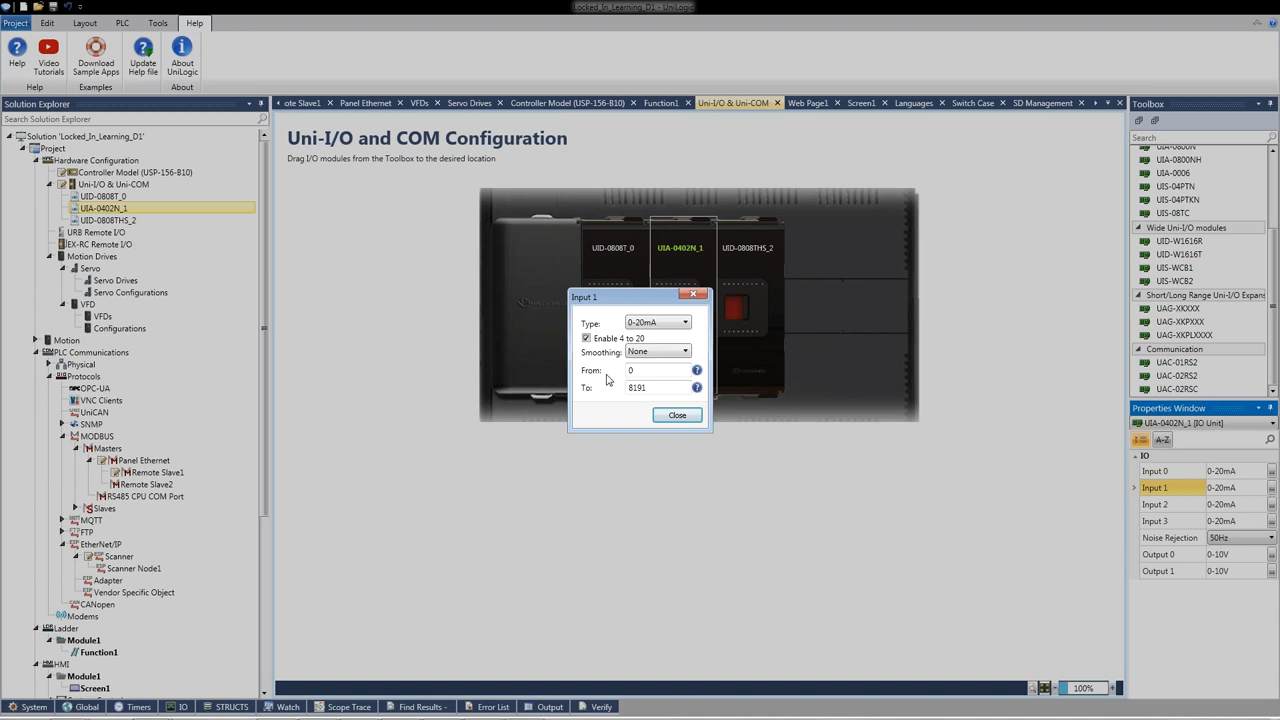 Locked_In_Learning_D1 - UniLogic
Project Edit Layout PLC Tools Help
Help Video Tutorials Download Sample Apps Update Help file About UniLogic
Help Examples About
Solution Explorer
Search Solution Explorer
Solution 'Locked_In_Learning_D1'
Project
Hardware Configuration
Controller Model (USP-156-B10)
Uni-I/O & Uni-COM
UID-0808T_0
UIA-0402N_1
UID-0808THS_2
URB Remote I/O
EX-RC Remote I/O
Motion Drives
Servo
Servo Drives
Servo Configurations
VFD
VFDs
Configurations
Motion
PLC Communications
Physical
Protocols
OPC-UA
VNC Clients
UniCAN
SNMP
MODBUS
Masters
Panel Ethernet
Remote Slave1
Remote Slave2
RS485 CPU COM Port
Slaves
MQTT
FTP
EtherNet/IP
Scanner
Scanner Node1
Adapter
Vendor Specific Object
CANopen
Modems
Ladder
Module1
Function1
HMI
Module1
Screen1
ote Slave1 Panel Ethernet VFDs Servo Drives Controller Model (USP-156-B10) Function1 Uni-I/O & Uni-COM Web Page1 Screen1 Languages Switch Case SD Management
Uni-I/O and COM Configuration
Drag I/O modules from the Toolbox to the desired location
UID-0808T_0 UIA-0402N_1 UID-0808THS_2
Input 1
Type: 0-20mA
Enable 4 to 20
Smoothing: None
From: 0
To: 8191
Close
100%
Toolbox
Search
UIA-0800N
UIA-0800NH
UIA-0006
UIS-04PTN
UIS-04PTKN
UIS-08TC
Wide Uni-I/O modules
UID-W1616R
UID-W1616T
UIS-WCB1
UIS-WCB2
Short/Long Range Uni-I/O Expans
UAG-XKXXX
UAG-XKPXXX
UAG-XKPLXXX
Communication
UAC-01RS2
UAC-02RS2
UAC-02RSC
Properties Window
UIA-0402N_1 [IO Unit]
A-Z
IO
Input 0 0-20mA
Input 1 0-20mA
Input 2 0-20mA
Input 3 0-20mA
Noise Rejection 50Hz
Output 0 0-10V
Output 1 0-10V
System Global Timers IO STRUCTS Watch Scope Trace Find Results - Error List Output Verify